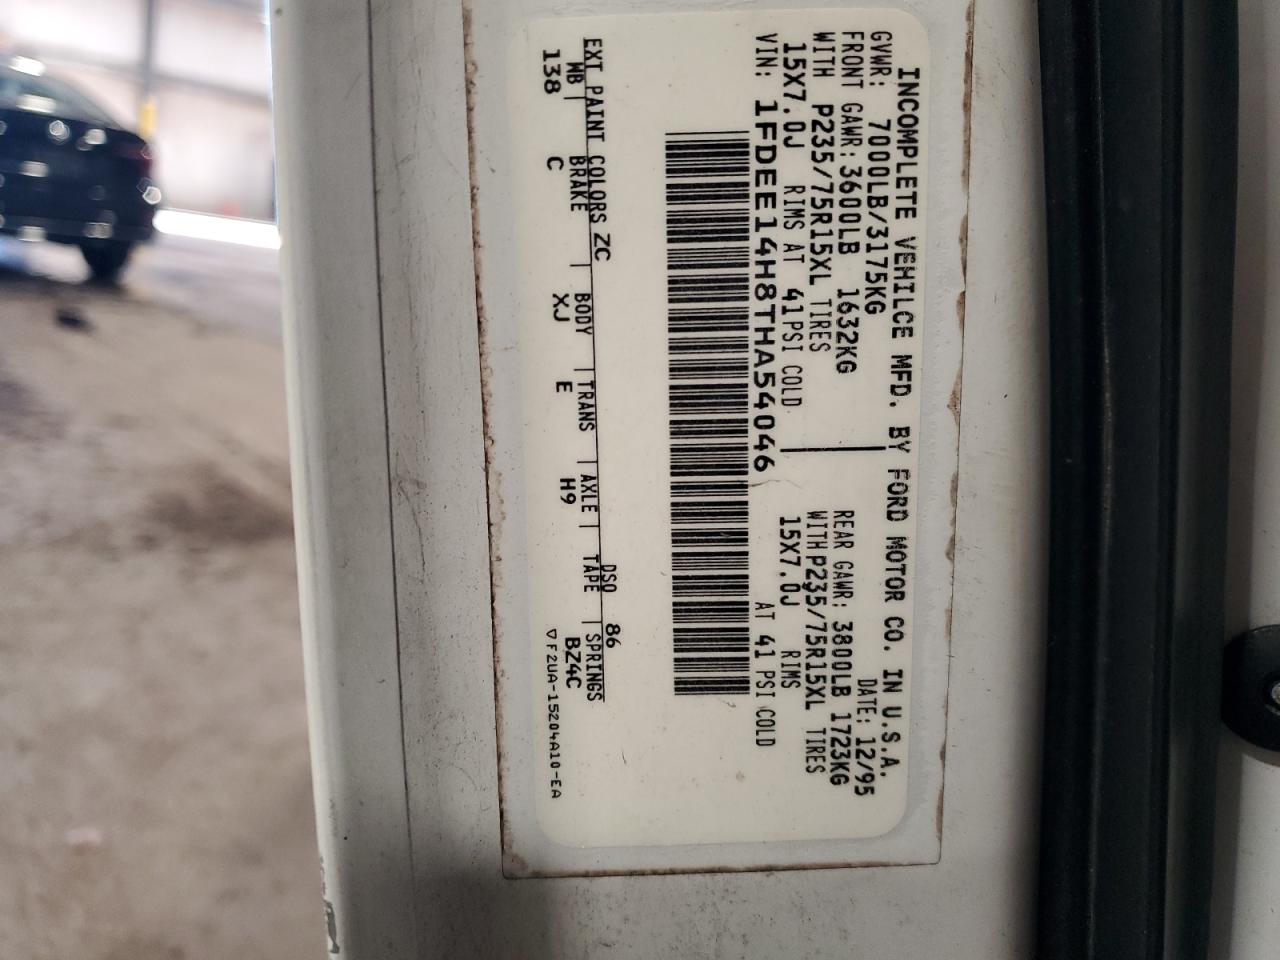 INCOMPLETE VEHILCE MFD. BY FORD MOTOR CO. IN U.S.A.
GVWR: 7000LB/3175KG DATE: 12/95
FRONT GAWR: 3600LB 1632KG REAR GAWR: 3800LB 1723KG
WITH P235/75R15XL TIRES WITH P235/75R15XL TIRES
15X7.0J RIMS AT 41PSI COLD 15X7.0J RIMS
AT 41 PSI COLD
VIN: 1FDEE14H8THA54046
EXT PAINT COLORS ZC DSO 86
MB BRAKE BODY TRANS AXLE TAPE SPRINGS
138 C XJ E H9 BZ4C
▽F2UA-15204A10-EA